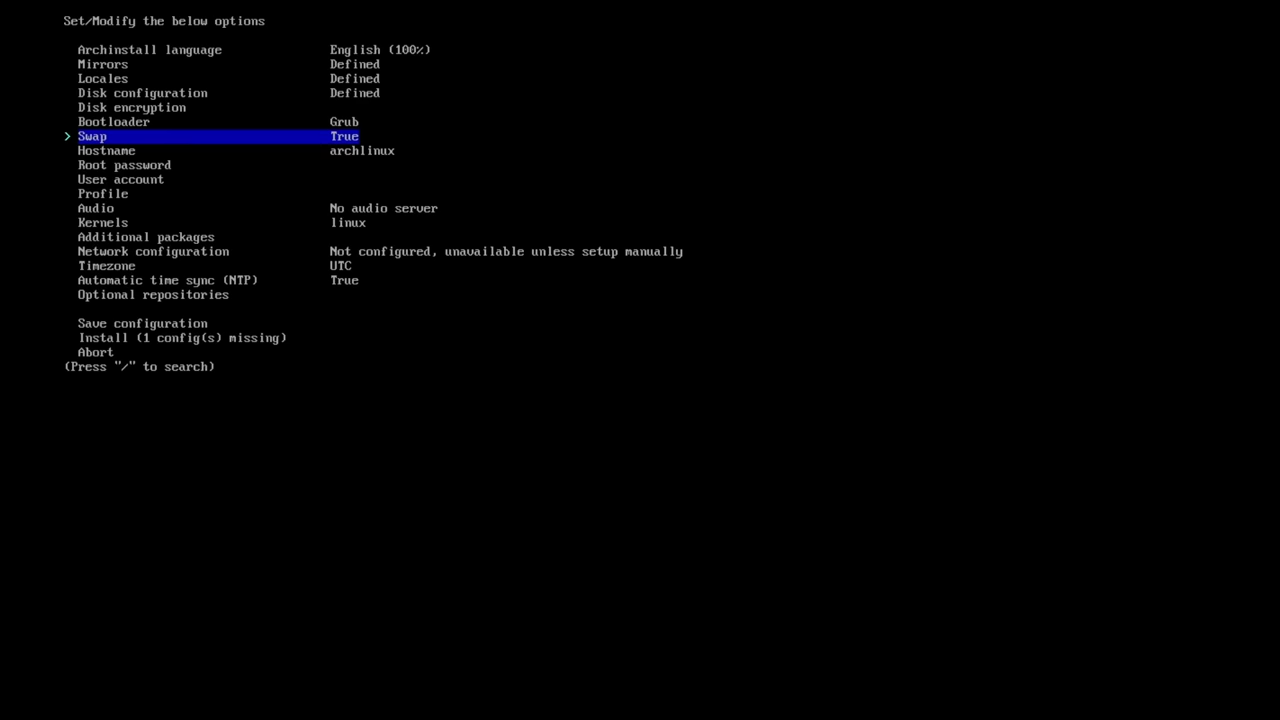 Set/Modify the below options
Archinstall language English (100%)
Mirrors Defined
Locales Defined
Disk configuration Defined
Disk encryption
Bootloader Grub
> Swap True
Hostname archlinux
Root password
User account
Profile
Audio No audio server
Kernels linux
Additional packages
Network configuration Not configured, unavailable unless setup manually
Timezone UTC
Automatic time sync (NTP) True
Optional repositories
Save configuration
Install (1 config(s) missing)
Abort
(Press "/" to search)